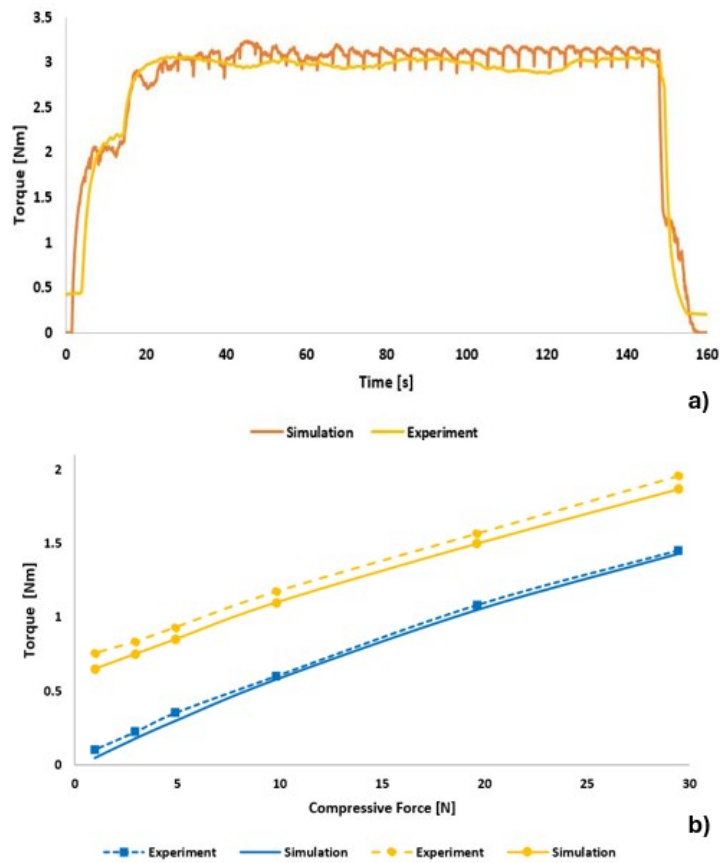 3.5
3
2.5
2
1.5
1
0.5
0
Torque [Nm]
0 20 40 60 80 100 120 140 160
Time [s]
a)
Simulation Experiment
2
1.5
1
0.5
0
Torque [Nm]
0 5 10 15 20 25 30
Compressive Force [N]
b)
Experiment Simulation Experiment Simulation